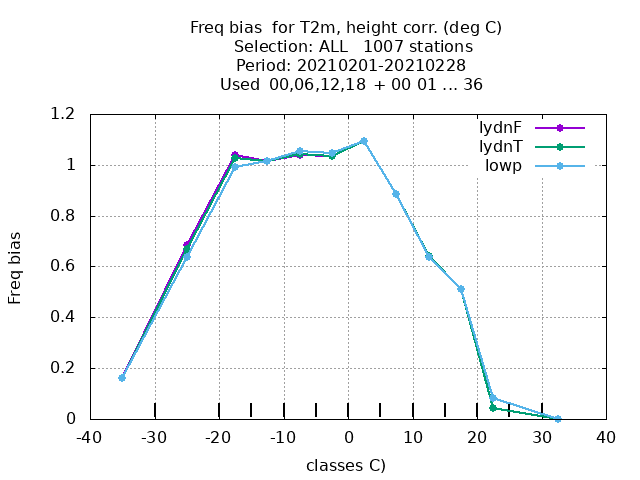 Freq bias  for T2m, height corr. (deg C)
Selection: ALL   1007 stations
Period: 20210201-20210228
Used  00,06,12,18  + 00 01 ... 36
lydnF
lydnT
lowp
1.2
1
0.8
0.6
0.4
0.2
0
Freq bias
-40 -30 -20 -10 0 10 20 30 40
classes C)